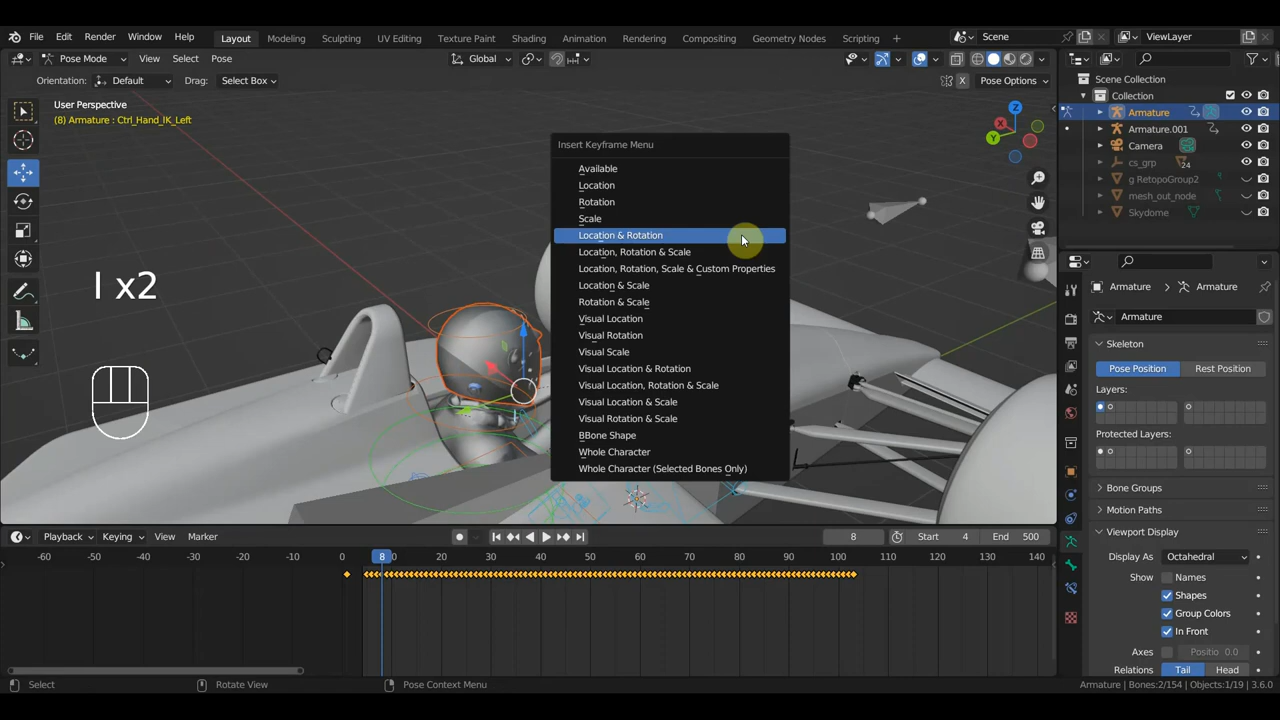 File Edit Render Window Help Layout Modeling Sculpting UV Editing Texture Paint Shading Animation Rendering Compositing Geometry Nodes Scripting + Scene ViewLayer
Pose Mode View Select Pose Global
Orientation: Default Drag: Select Box X Pose Options
User Perspective
(8) Armature : Ctrl_Hand_IK_Left
Z
X
Y
Scene Collection
Collection
Armature
Armature.001
Camera
cs_grp 24
g RetopoGroup2
mesh_out_node
Skydome
Insert Keyframe Menu
Available
Location
Rotation
Scale
Location & Rotation
Location, Rotation & Scale
Location, Rotation, Scale & Custom Properties
Location & Scale
Rotation & Scale
Visual Location
Visual Rotation
Visual Scale
Visual Location & Rotation
Visual Location, Rotation & Scale
Visual Location & Scale
Visual Rotation & Scale
BBone Shape
Whole Character
Whole Character (Selected Bones Only)
I x2
Armature Armature
Armature
Skeleton
Pose Position Rest Position
Layers:
Protected Layers:
Bone Groups
Motion Paths
Viewport Display
Display As Octahedral
Show Names
Shapes
Group Colors
In Front
Axes Positio 0.0
Relations Tail Head
Playback Keying View Marker 8 Start 4 End 500
-60 -50 -40 -30 -20 -10 0 8 20 30 40 50 60 70 80 90 100 110 120 130 140
Select Rotate View Pose Context Menu Armature | Bones:2/154 | Objects:1/19 | 3.6.0